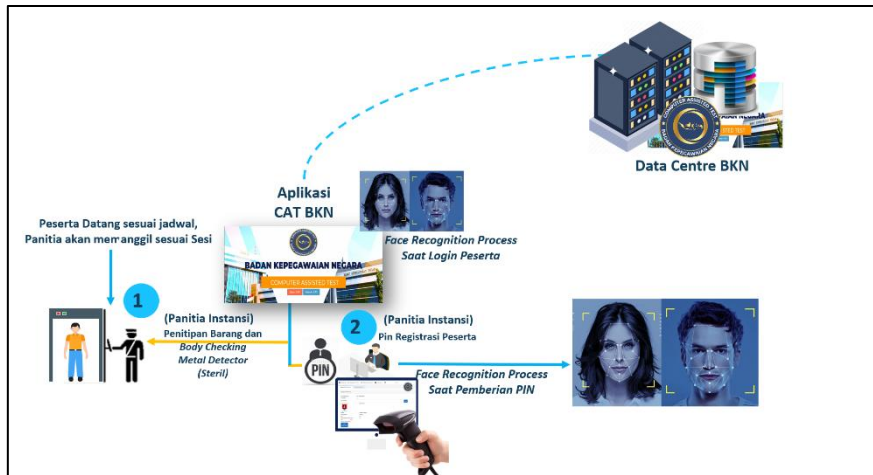 Data Centre BKN
Aplikasi
CAT BKN
BADAN KEPEGAWAIAN NEGARA
COMPUTER ASSISTED TEST
Face Recognition Process
Saat Login Peserta
Peserta Datang sesuai jadwal,
Panitia akan memanggil sesuai Sesi
1
(Panitia Instansi)
Penitipan Barang dan
Body Checking
Metal Detector
(Steril)
2
(Panitia Instansi)
Pin Registrasi Peserta
PIN
Face Recognition Process
Saat Pemberian PIN